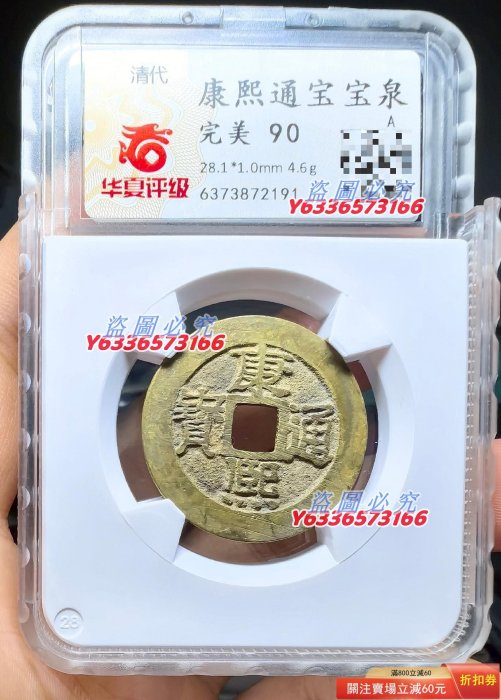 清代
康熙通宝宝泉
完美 90
A
28.1*1.0mm 4.6g
6373872191
华夏评级
盗圖必究
Y6336573166
盗圖必究
Y6336573166
康熙通寶
盗圖必究
Y6336573166
28
滿800立減60
關注賣場立減60元
折扣券